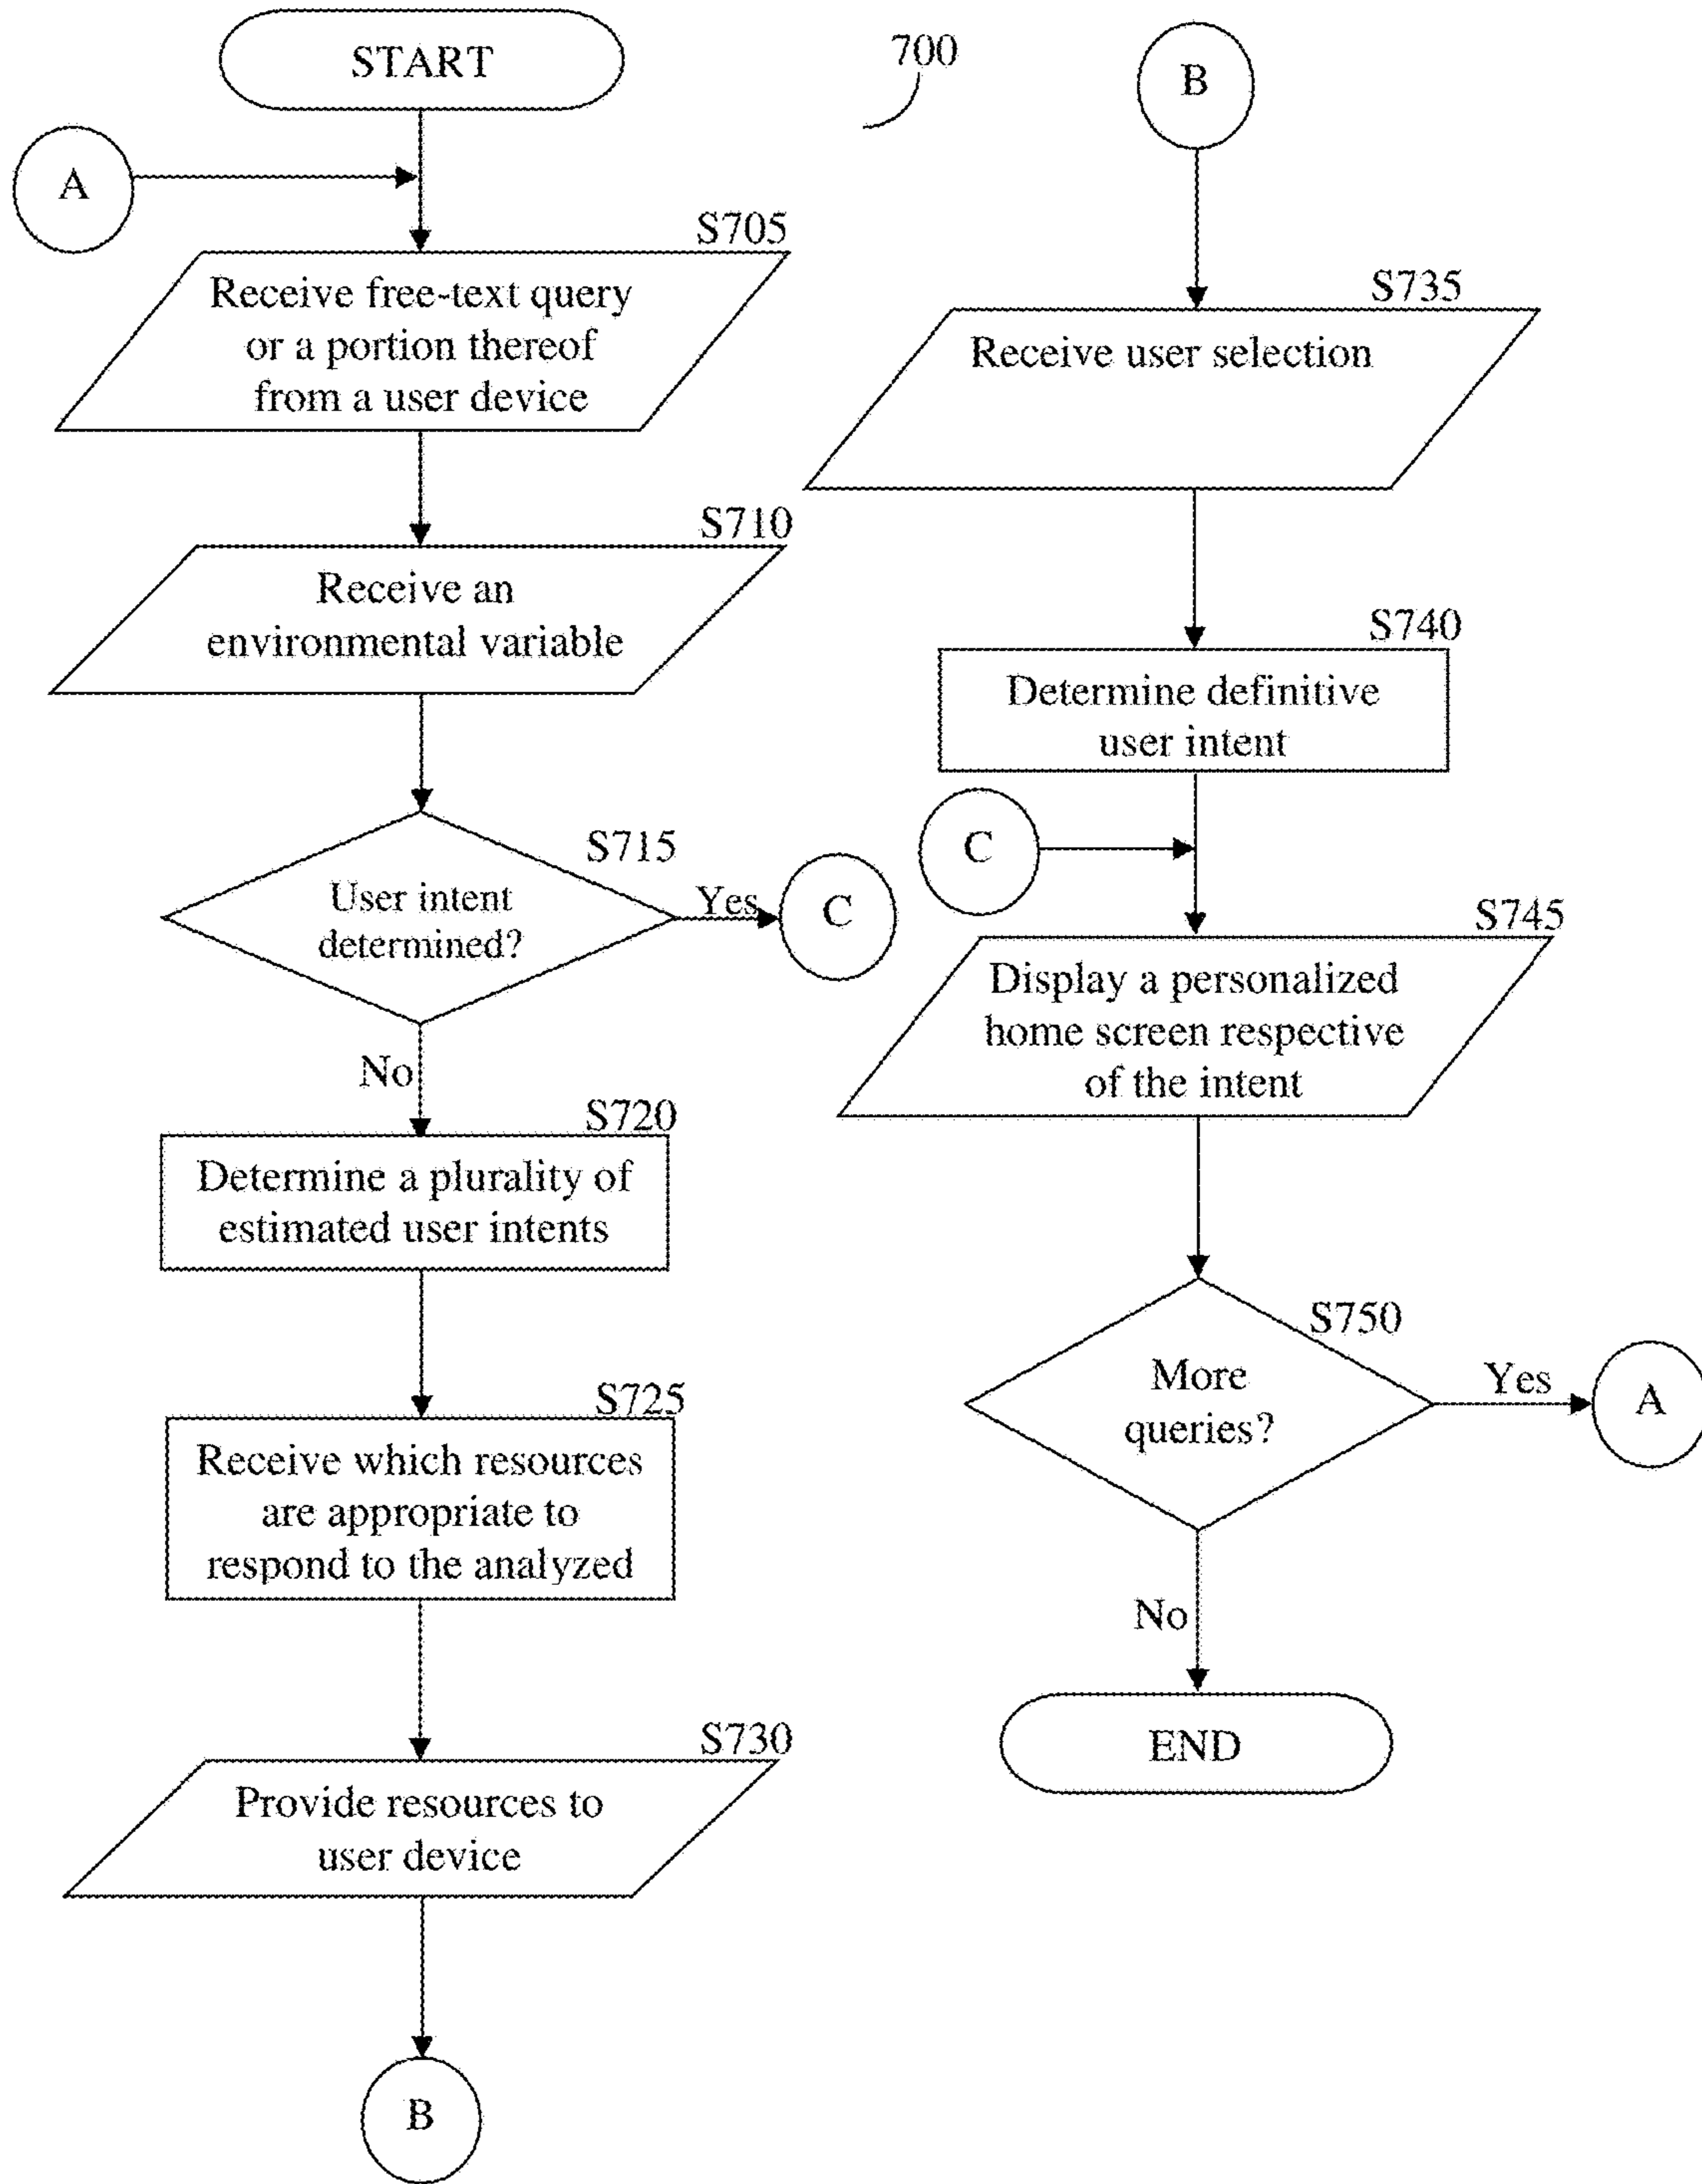 START
A
S705
Receive free-text query
or a portion thereof
from a user device
S710
Receive an
environmental variable
S715
User intent
determined?
Yes
C
No
S720
Determine a plurality of
estimated user intents
S725
Receive which resources
are appropriate to
respond to the analyzed
S730
Provide resources to
user device
B
700
B
S735
Receive user selection
S740
Determine definitive
user intent
C
S745
Display a personalized
home screen respective
of the intent
S750
More
queries?
Yes
A
No
END